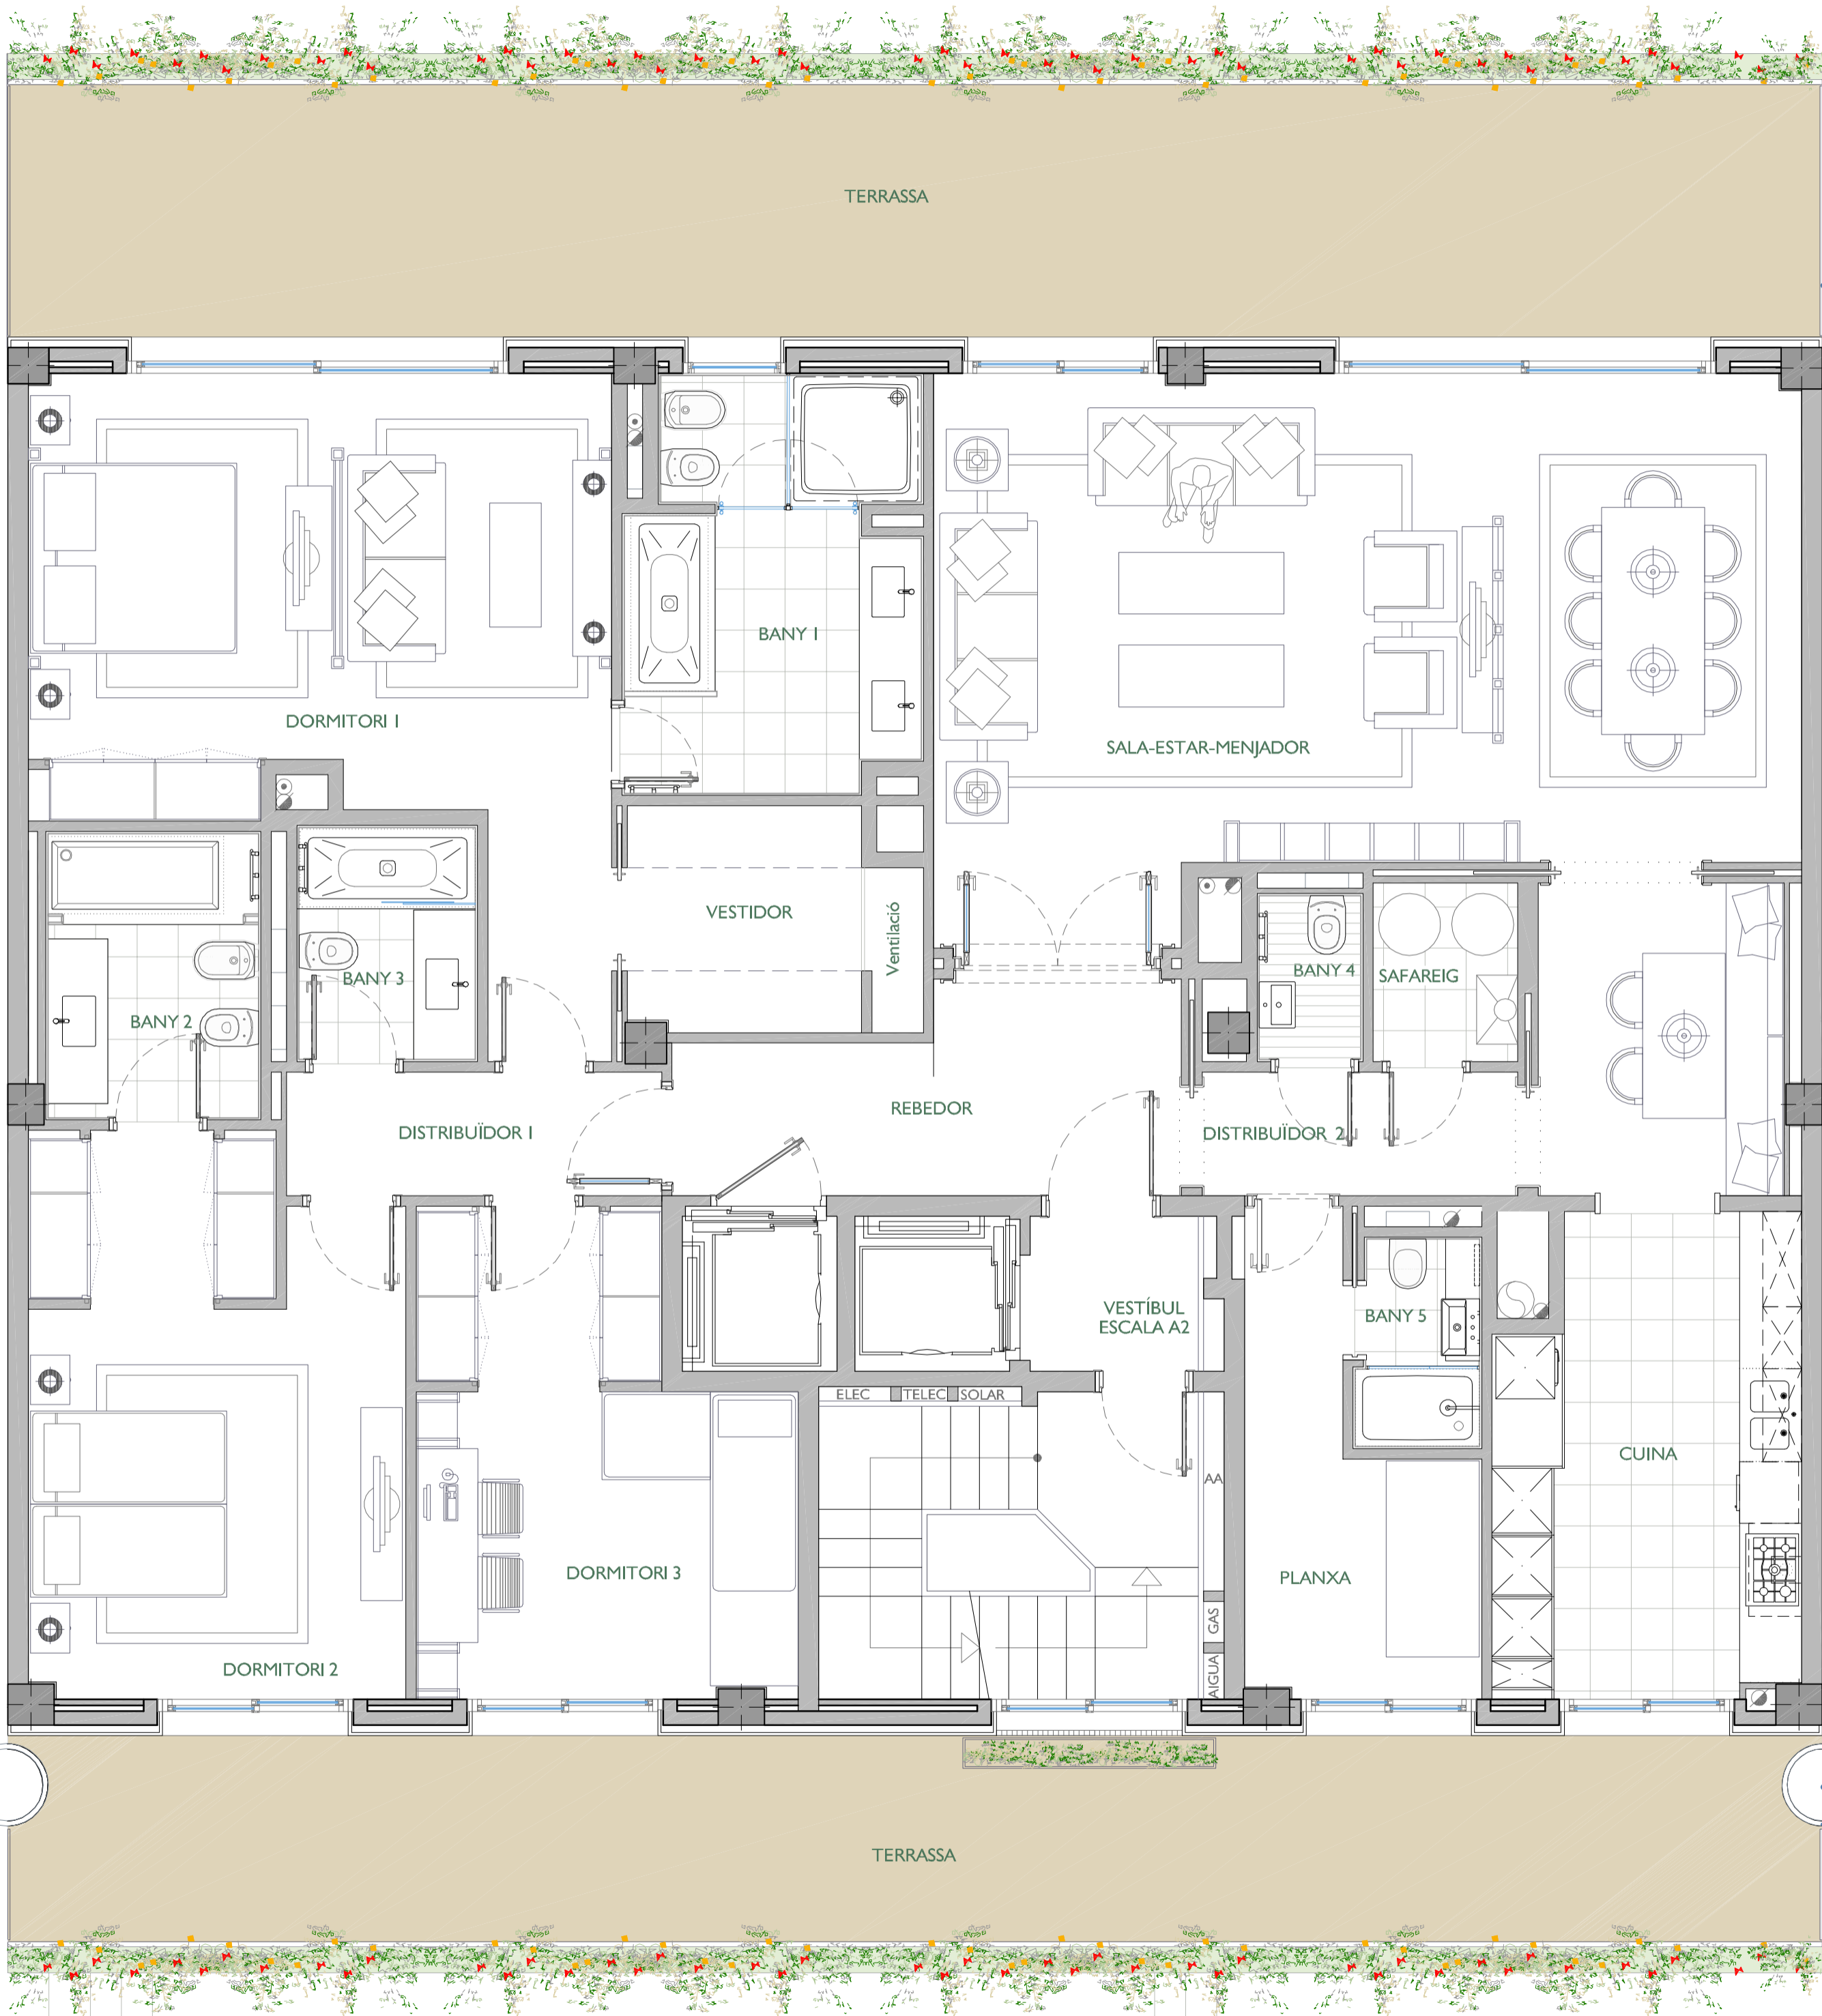 TERRASSA
BANY 1
DORMITORI 1
SALA-ESTAR-MENJADOR
VESTIDOR
Ventilació
BANY 4
SAFAREIG
BANY 3
BANY 2
REBEDOR
DISTRIBUÏDOR 1
DISTRIBUÏDOR 2
VESTÍBUL
ESCALA A2
BANY 5
ELEC
TELEC
SOLAR
AA
CUINA
DORMITORI 3
PLANXA
GAS
AIGUA
DORMITORI 2
TERRASSA